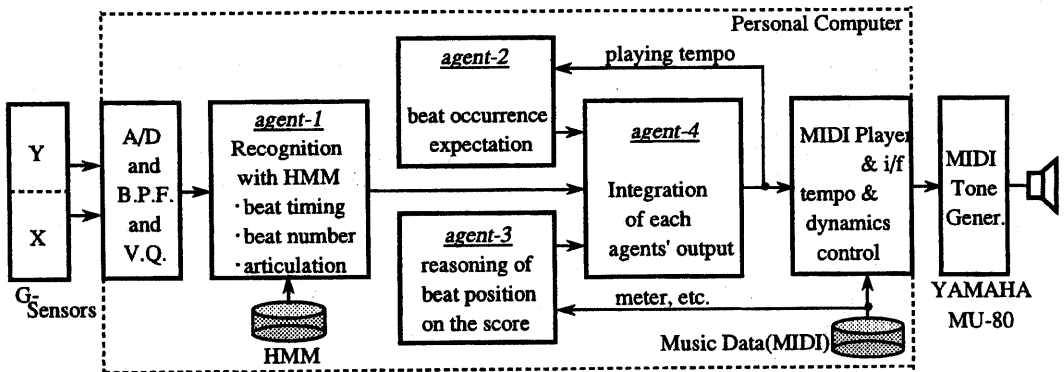 Personal Computer
Y
X
G-Sensors
A/D
and
B.P.F.
and
V.Q.
agent-1
Recognition
with HMM
·beat timing
·beat number
·articulation
HMM
agent-2
beat occurrence
expectation
playing tempo
agent-3
reasoning of
beat position
on the score
meter, etc.
agent-4
Integration
of each
agents' output
MIDI Player
& i/f
tempo &
dynamics
control
Music Data(MIDI)
MIDI
Tone
Gener.
YAMAHA
MU-80